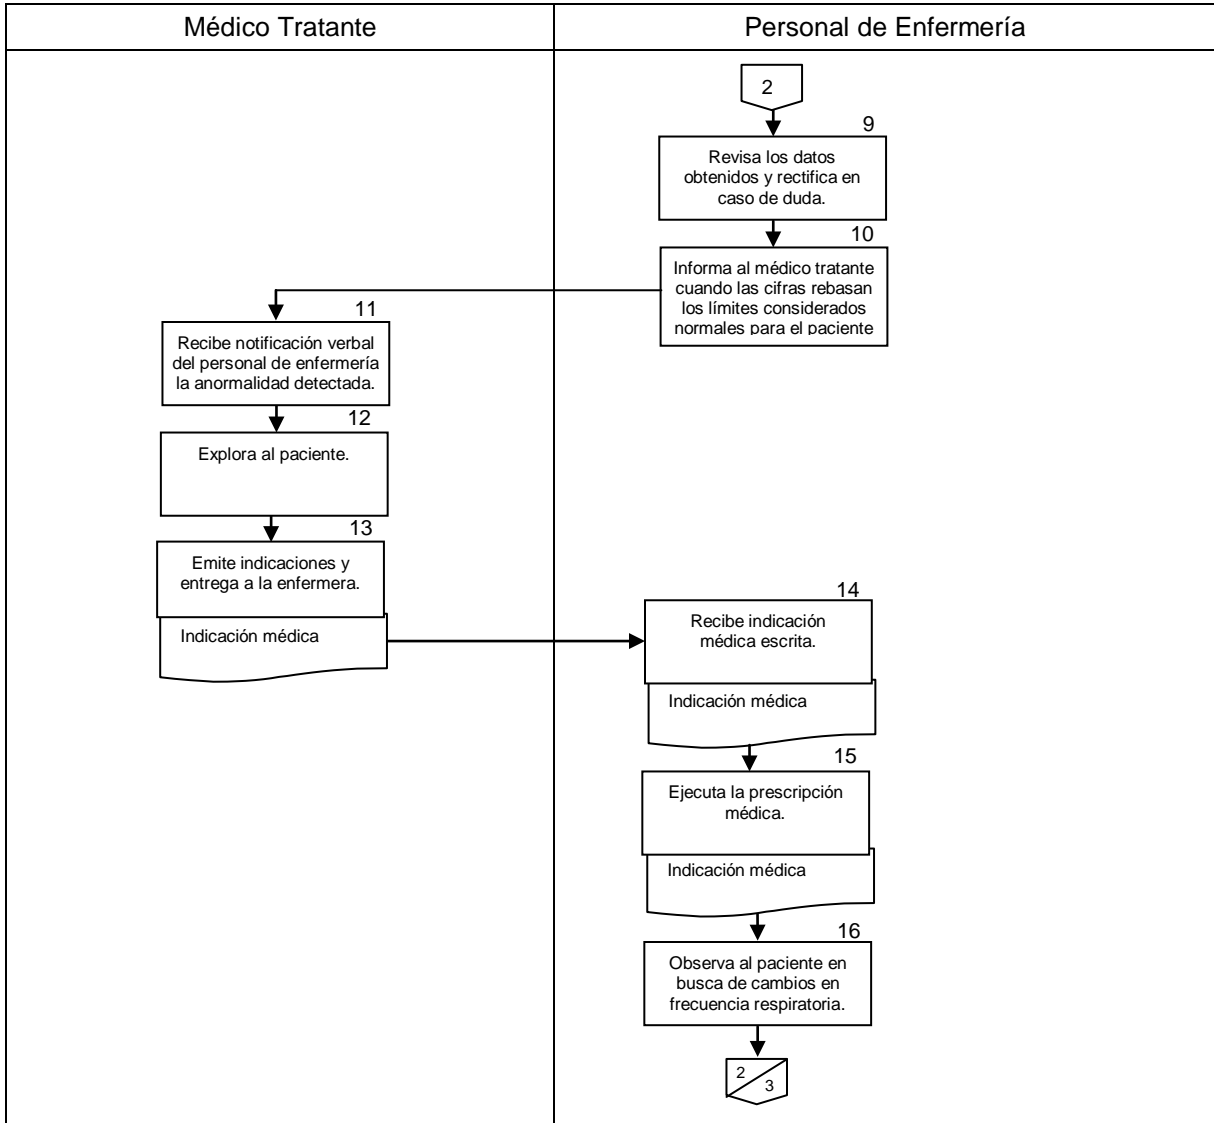 Médico Tratante
Personal de Enfermería
2
9
Revisa los datos
obtenidos y rectifica en
caso de duda.
10
Informa al médico tratante
cuando las cifras rebasan
los límites considerados
normales para el paciente
11
Recibe notificación verbal
del personal de enfermería
la anormalidad detectada.
12
Explora al paciente.
13
Emite indicaciones y
entrega a la enfermera.
Indicación médica
14
Recibe indicación
médica escrita.
Indicación médica
15
Ejecuta la prescripción
médica.
Indicación médica
16
Observa al paciente en
busca de cambios en
frecuencia respiratoria.
2
3